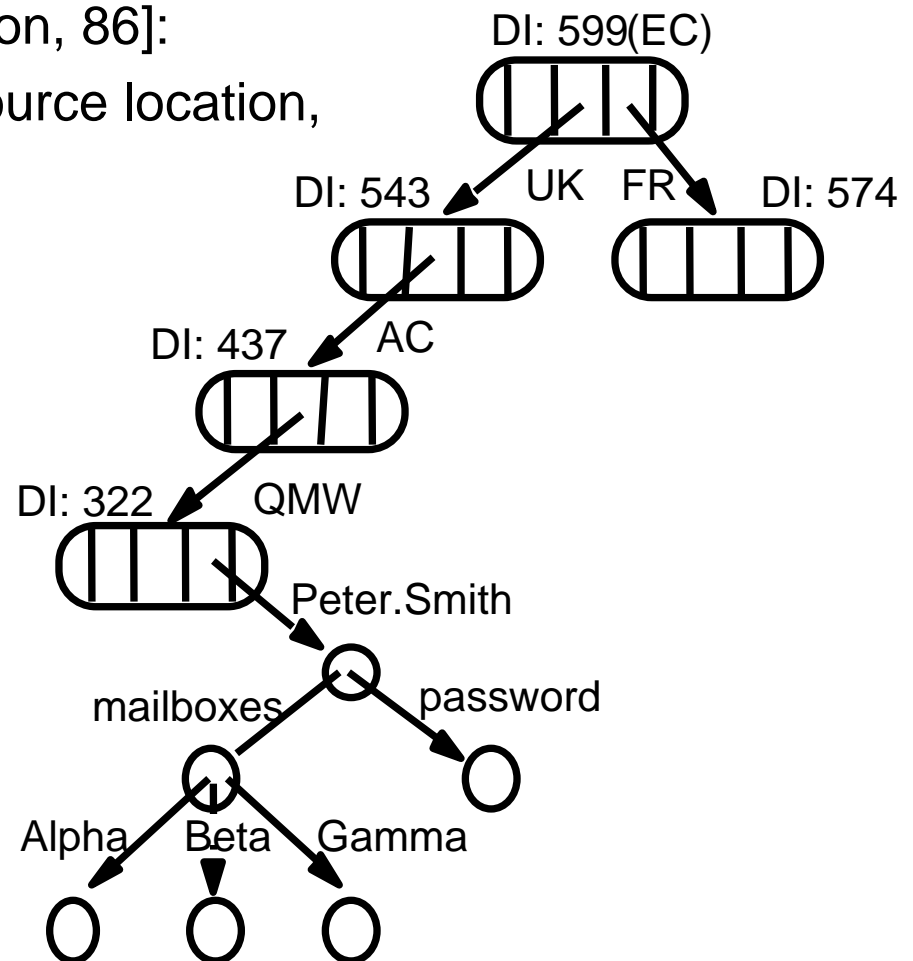 on, 86]:
DI: 599(EC)
ource location,
DI: 543
UK
FR
DI: 574
DI: 437
AC
DI: 322
QMW
Peter.Smith
mailboxes
password
Alpha
Beta
Gamma